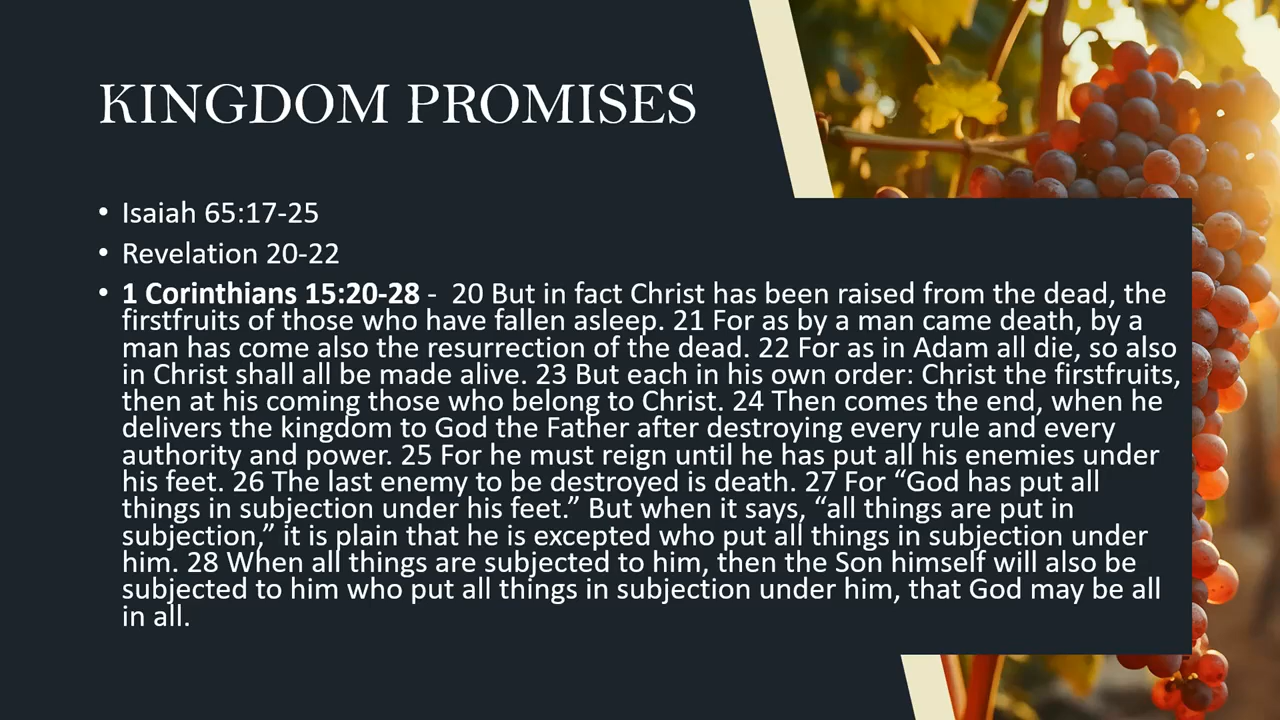 KINGDOM PROMISES
• Isaiah 65:17-25
• Revelation 20-22
• 1 Corinthians 15:20-28 - 20 But in fact Christ has been raised from the dead, the
firstfruits of those who have fallen asleep. 21 For as by a man came death, by a
man has come also the resurrection of the dead. 22 For as in Adam all die, so also
in Christ shall all be made alive. 23 But each in his own order: Christ the firstfruits,
then at his coming those who belong to Christ. 24 Then comes the end, when he
delivers the kingdom to God the Father after destroying every rule and every
authority and power. 25 For he must reign until he has put all his enemies under
his feet. 26 The last enemy to be destroyed is death. 27 For “God has put all
things in subjection under his feet.” But when it says, “all things are put in
subjection,” it is plain that he is excepted who put all things in subjection under
him. 28 When all things are subjected to him, then the Son himself will also be
subjected to him who put all things in subjection under him, that God may be all
in all.